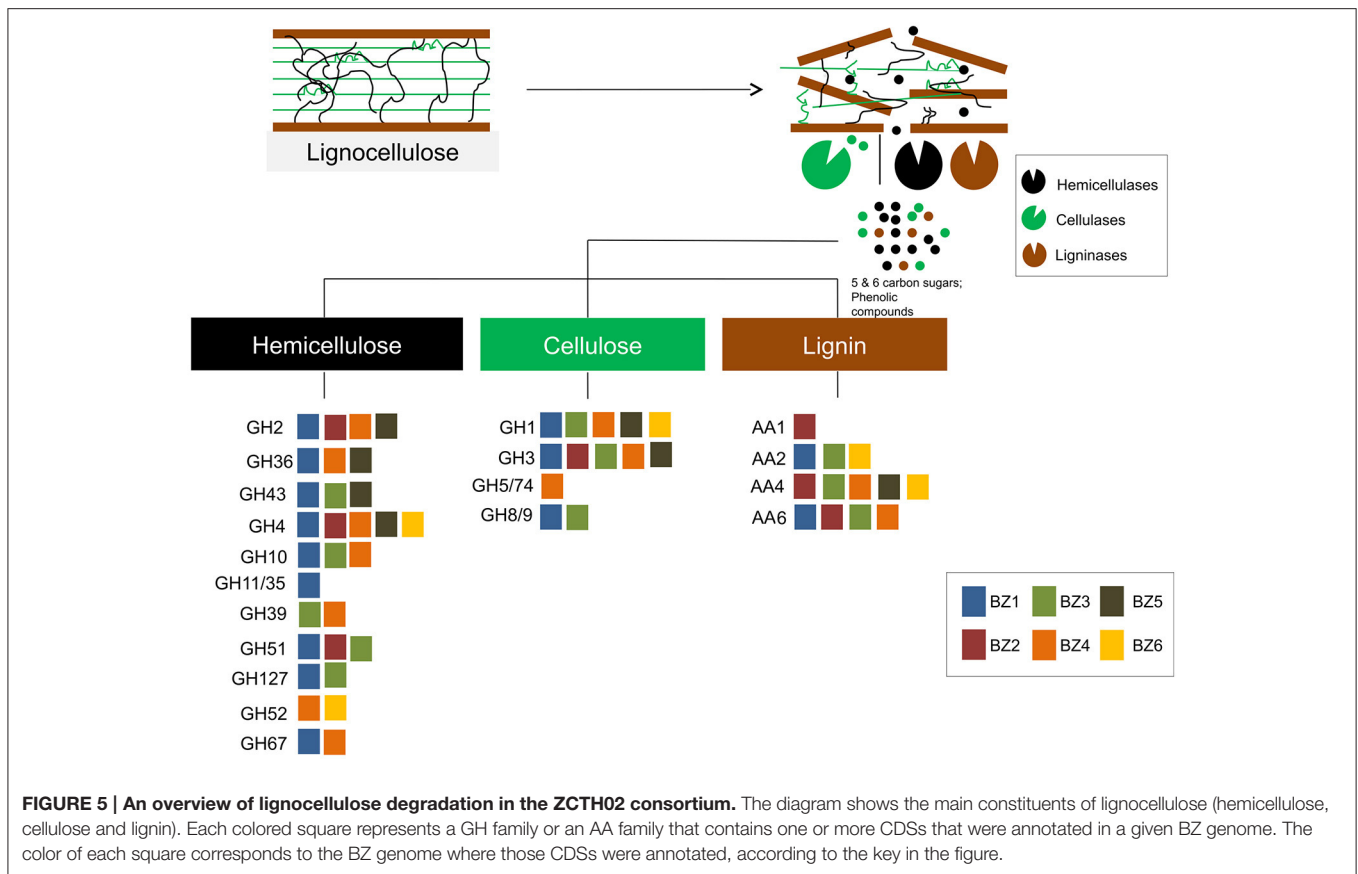 Lignocellulose
Hemicellulases
Cellulases
Ligninases
5 & 6 carbon sugars;
Phenolic
compounds
Hemicellulose
Cellulose
Lignin
GH2
GH36
GH43
GH4
GH10
GH11/35
GH39
GH51
GH127
GH52
GH67
GH1
GH3
GH5/74
GH8/9
AA1
AA2
AA4
AA6
BZ1 BZ3 BZ5
BZ2 BZ4 BZ6
FIGURE 5 | An overview of lignocellulose degradation in the ZCTH02 consortium. The diagram shows the main constituents of lignocellulose (hemicellulose,
cellulose and lignin). Each colored square represents a GH family or an AA family that contains one or more CDSs that were annotated in a given BZ genome. The
color of each square corresponds to the BZ genome where those CDSs were annotated, according to the key in the figure.